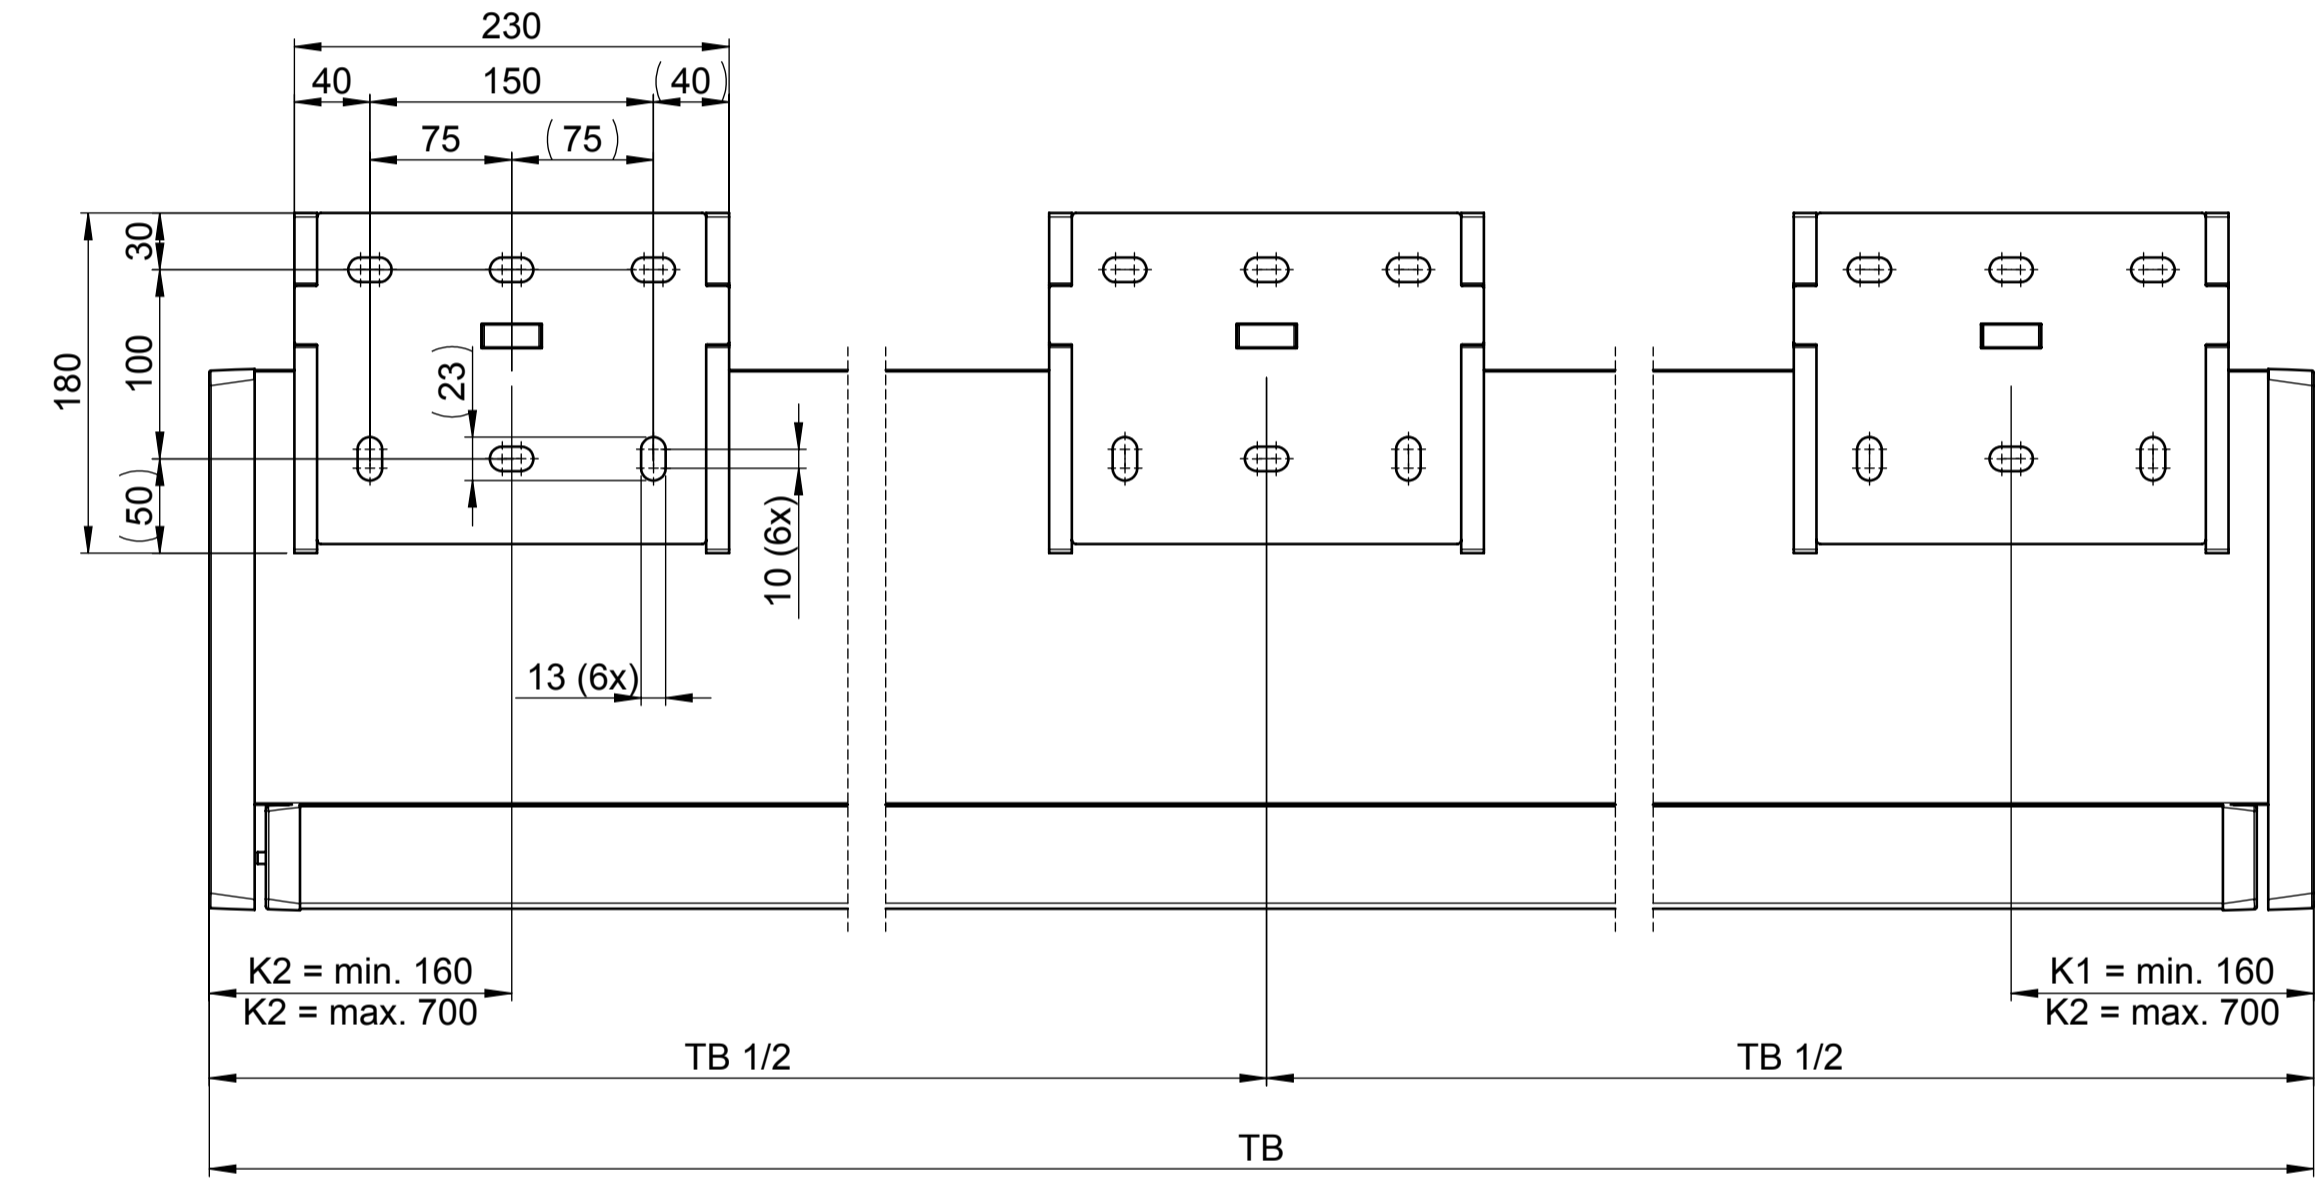 230
40 150 (40)
75 (75)
30
100
180
(50)
(23)
10 (6x)
13 (6x)
K2 = min. 160
K2 = max. 700
K1 = min. 160
K2 = max. 700
TB 1/2 TB 1/2
TB